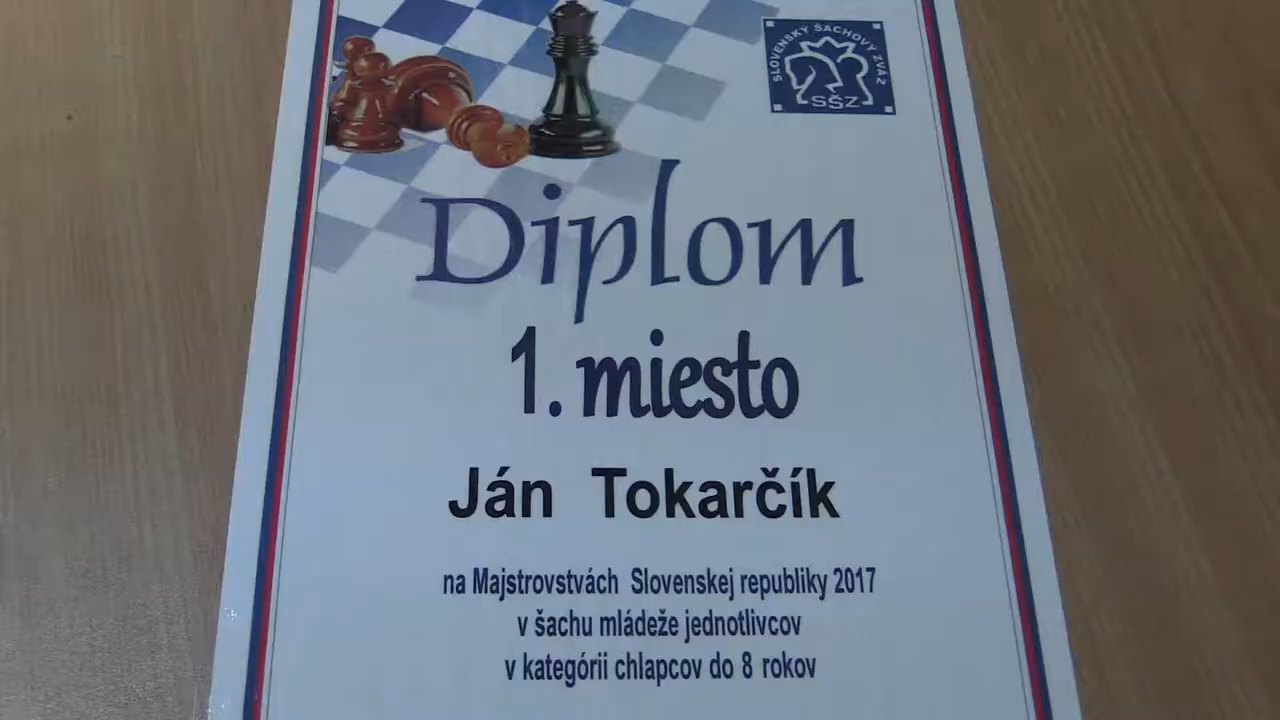 SLOVENSKÝ ŠACHOVÝ ZVÄZ
SŠZ
Diplom
1. miesto
Ján Tokarčík
na Majstrovstvách Slovenskej republiky 2017
v šachu mládeže jednotlivcov
v kategórii chlapcov do 8 rokov